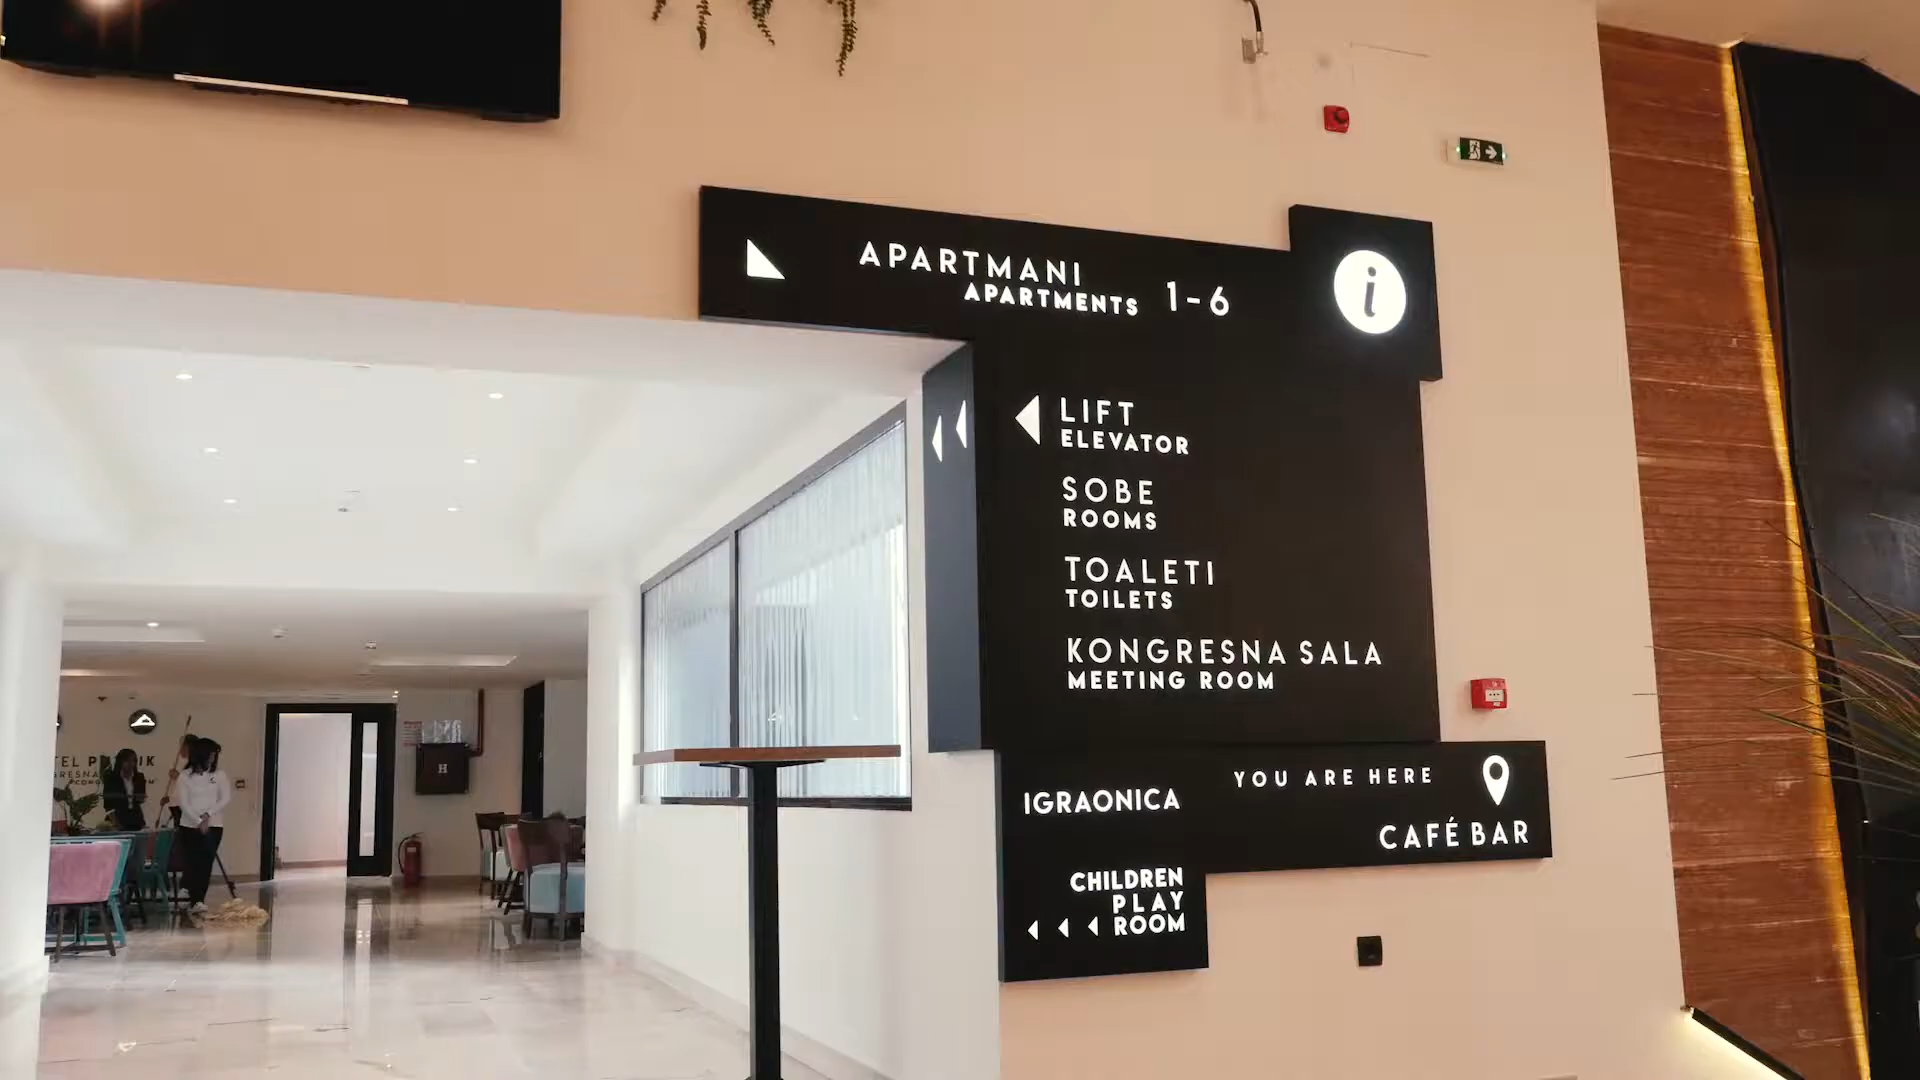 APARTMANI
APARTMENTS
1-6
i
LIFT
ELEVATOR
SOBE
ROOMS
TOALETI
TOILETS
KONGRESNA SALA
MEETING ROOM
YOU ARE HERE
IGRAONICA
CAFÉ BAR
CHILDREN
PLAY
ROOM
H